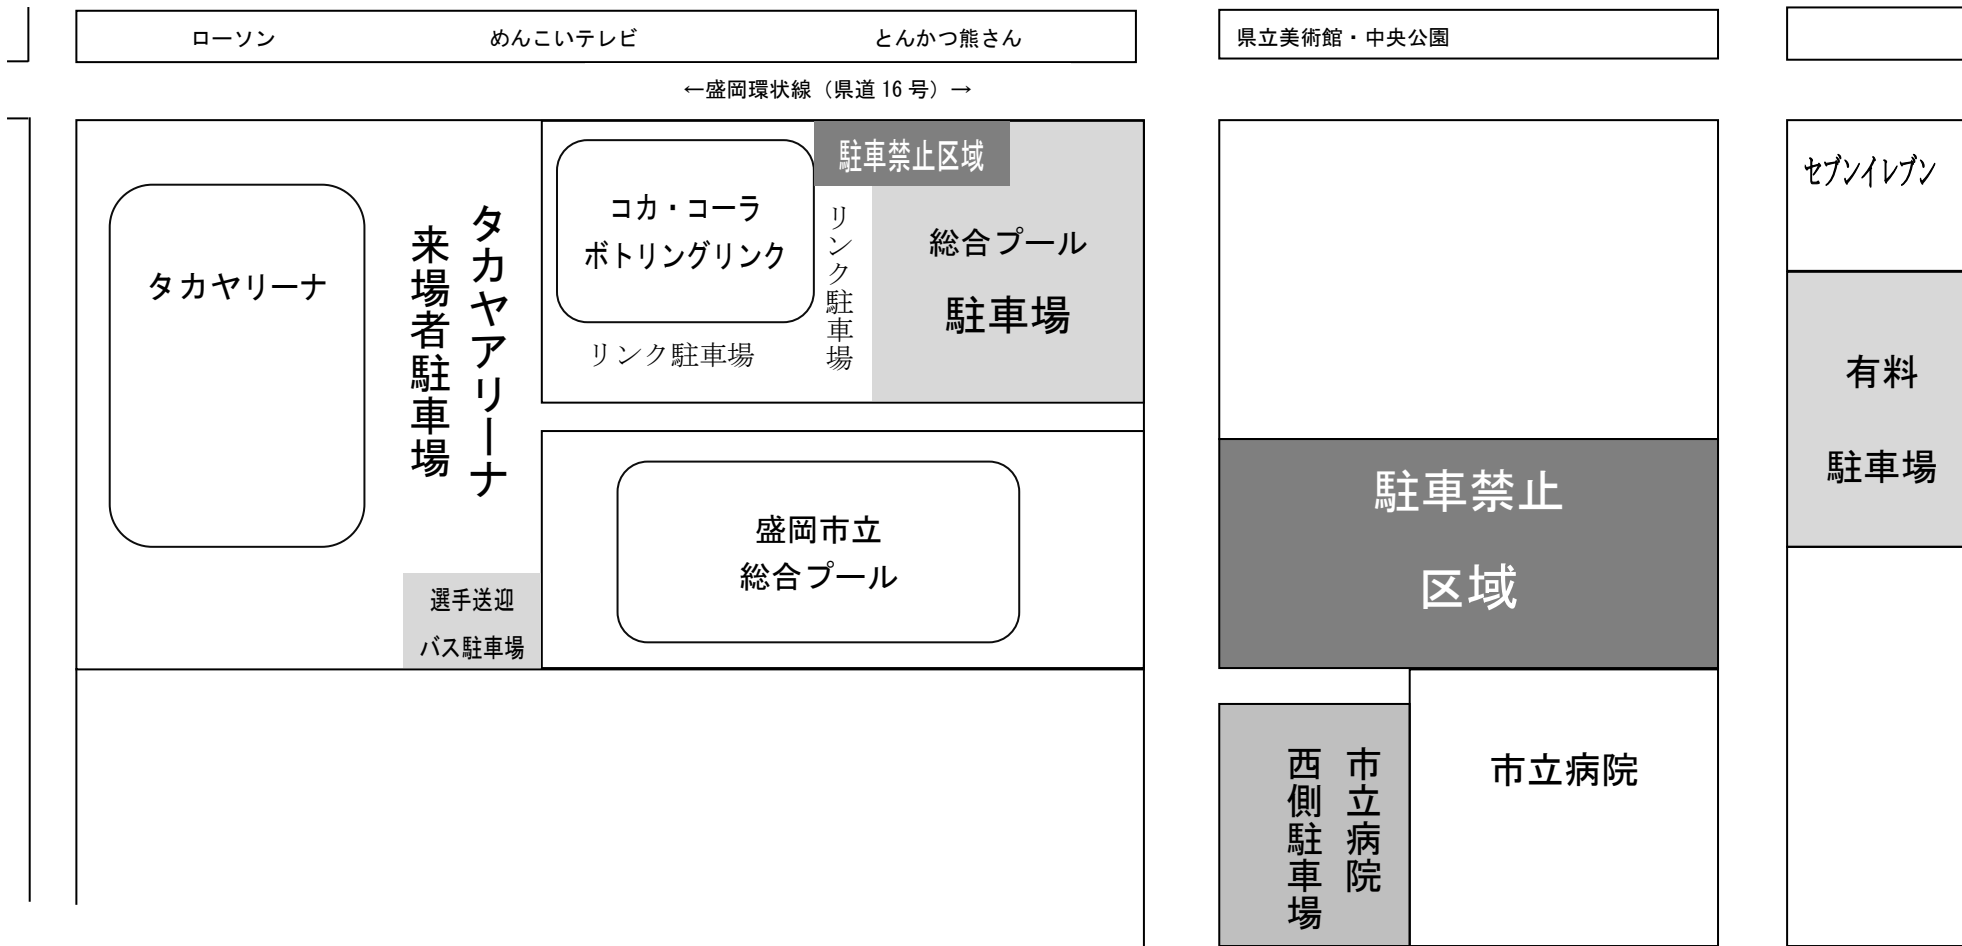 ローソン
めんこいテレビ
とんかつ熊さん
県立美術館・中央公園
←盛岡環状線（県道16号）→
タカヤリーナ
タカヤアリーナ
来場者駐車場
コカ・コーラ
ボトリングリンク
リンク駐車場
リンク駐車場
駐車禁止区域
総合プール
駐車場
盛岡市立
総合プール
選手送迎
バス駐車場
駐車禁止
区域
市立病院
西側駐車場
市立病院
セブンイレブン
有料
駐車場